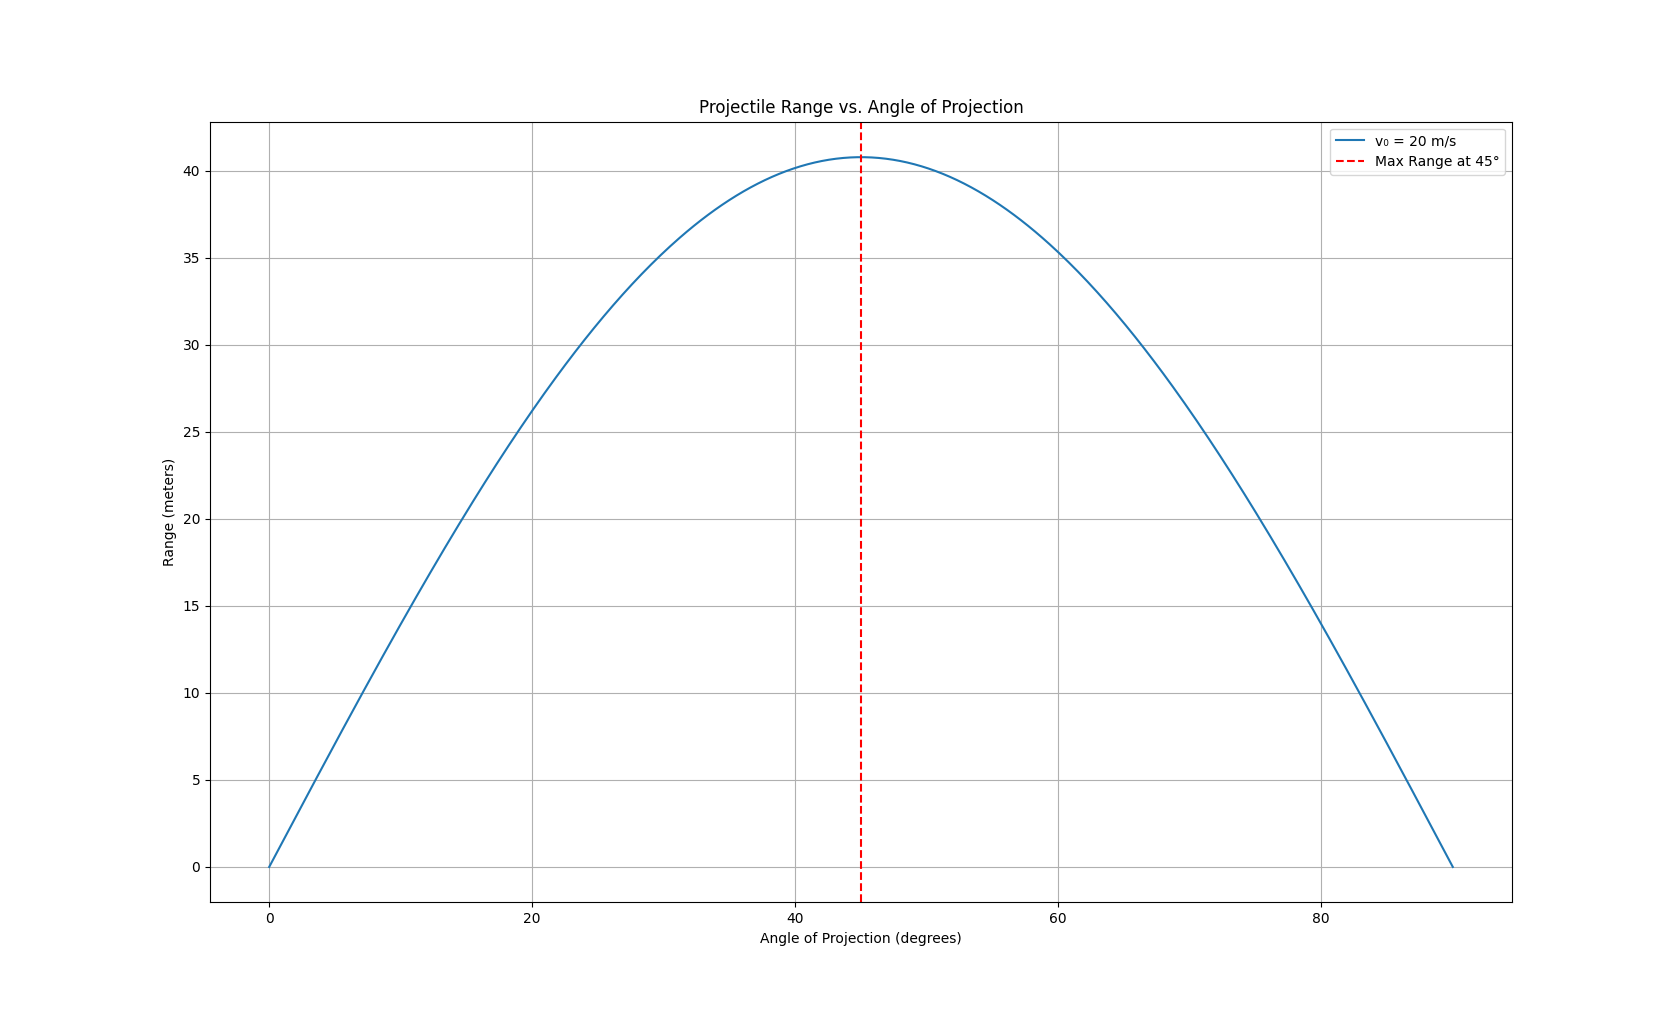 Projectile Range vs. Angle of Projection
v₀ = 20 m/s
Max Range at 45°
40
35
30
25
20
15
10
5
0
Range (meters)
0 20 40 60 80
Angle of Projection (degrees)